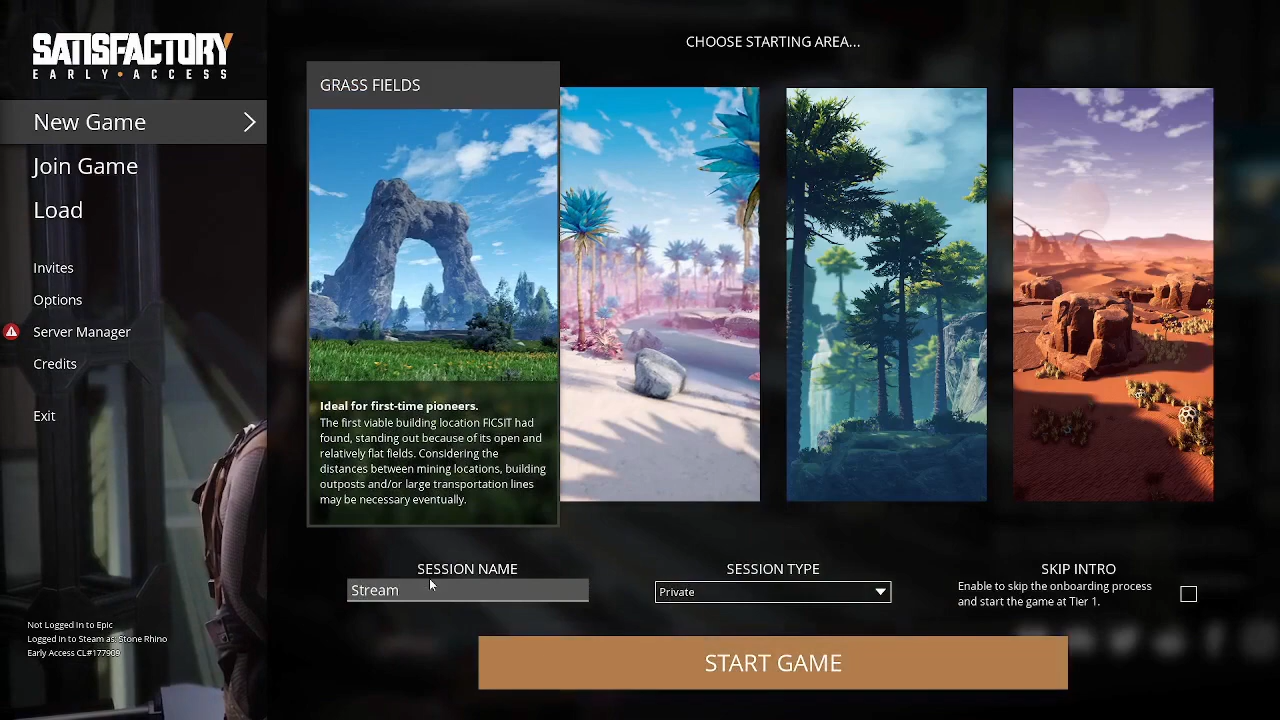 SATISFACTORY
EARLY ACCESS
New Game
Join Game
Load
Invites
Options
Server Manager
Credits
Exit
Not Logged In to Epic
Logged in to Steam as: Stone Rhino
Early Access CL#177909
CHOOSE STARTING AREA...
GRASS FIELDS
Ideal for first-time pioneers.
The first viable building location FICSIT had
found, standing out because of its open and
relatively flat fields. Considering the
distances between mining locations, building
outposts and/or large transportation lines
may be necessary eventually.
SESSION NAME
Stream
SESSION TYPE
Private
SKIP INTRO
Enable to skip the onboarding process
and start the game at Tier 1.
START GAME